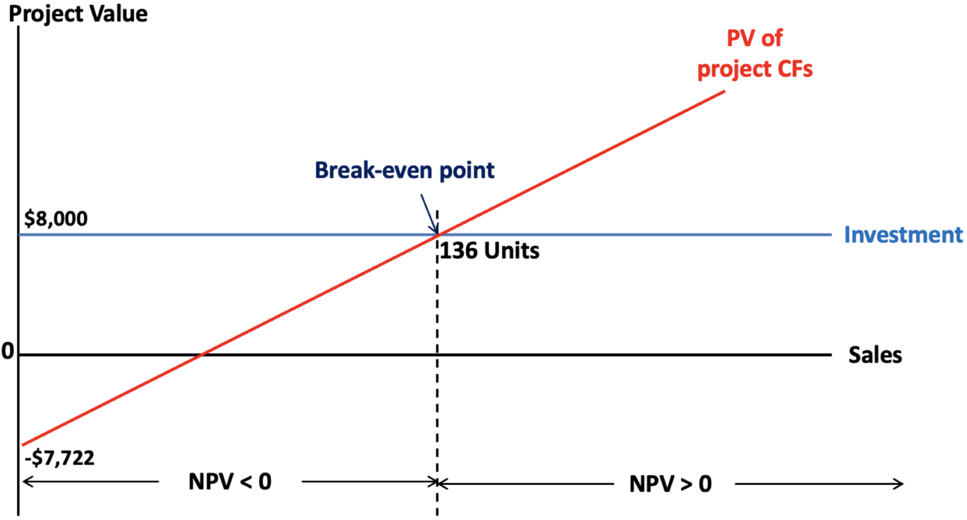 Project Value
PV of
project CFs
Break-even point
$8,000
Investment
136 Units
0
Sales
-$7,722
NPV < 0
NPV > 0